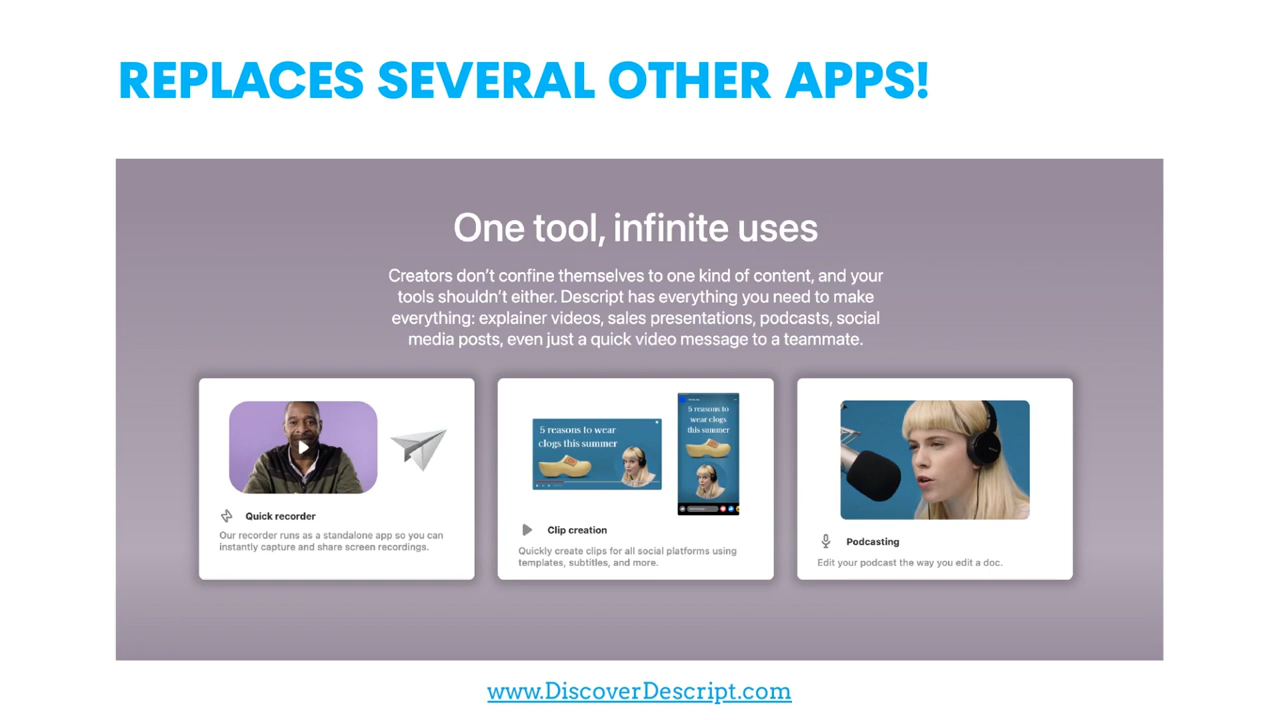 REPLACES SEVERAL OTHER APPS!
One tool, infinite uses
Creators don’t confine themselves to one kind of content, and your
tools shouldn’t either. Descript has everything you need to make
everything: explainer videos, sales presentations, podcasts, social
media posts, even just a quick video message to a teammate.
Quick recorder
Our recorder runs as a standalone app so you can
instantly capture and share screen recordings.
5 reasons to wear
clogs this summer
5 reasons to
wear clogs
this summer
Clip creation
Quickly create clips for all social platforms using
templates, subtitles, and more.
Podcasting
Edit your podcast the way you edit a doc.
www.DiscoverDescript.com